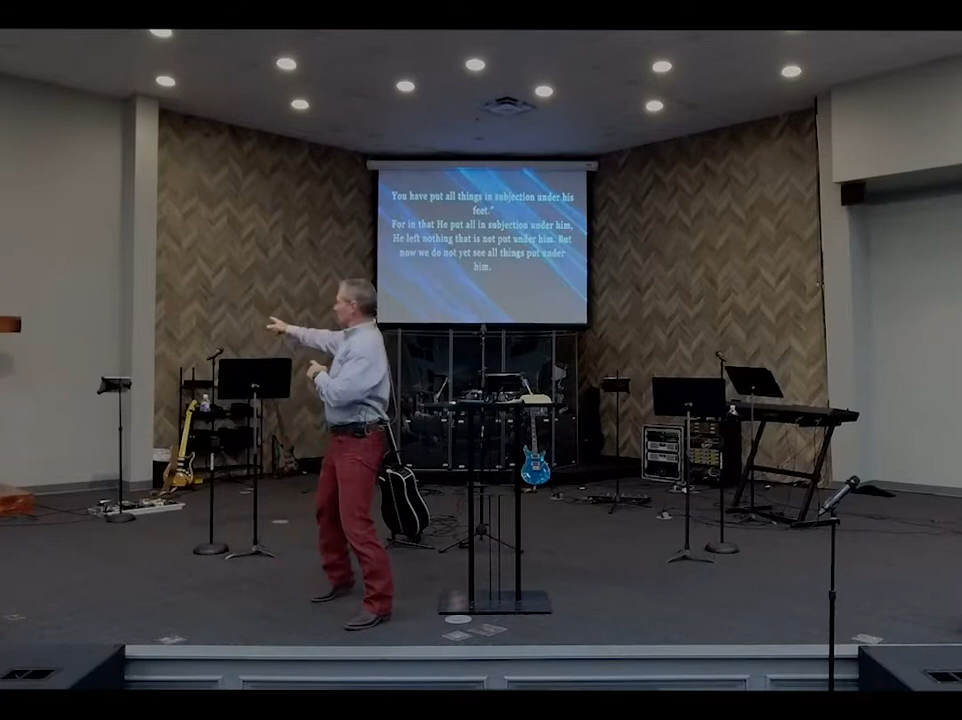 You have put all things in subjection under his
feet."
For in that He put all in subjection under him,
He left nothing that is not put under him. But
now we do not yet see all things put under
him.